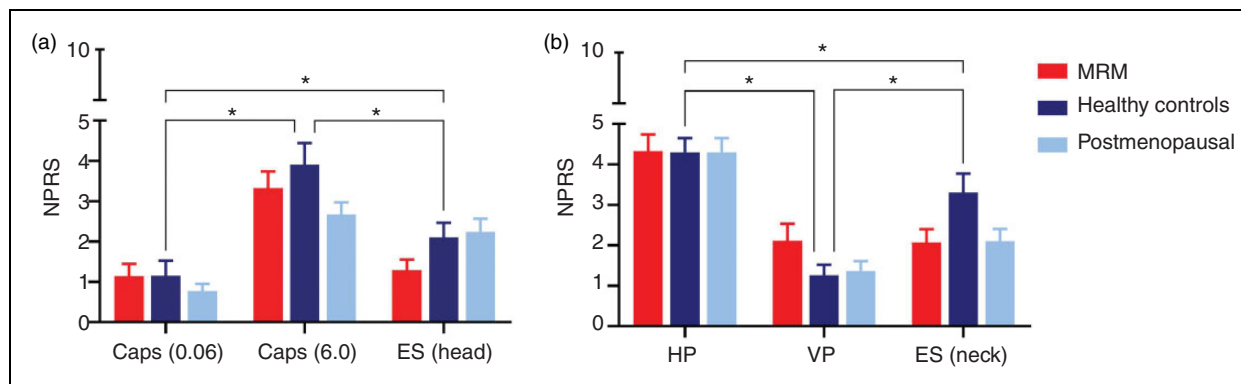 (a)
10
5
4
3
2
1
0
NPRS
*
*
*
Caps (0.06) Caps (6.0) ES (head)
(b)
10
5
4
3
2
1
0
NPRS
*
*
*
HP VP ES (neck)
MRM
Healthy controls
Postmenopausal